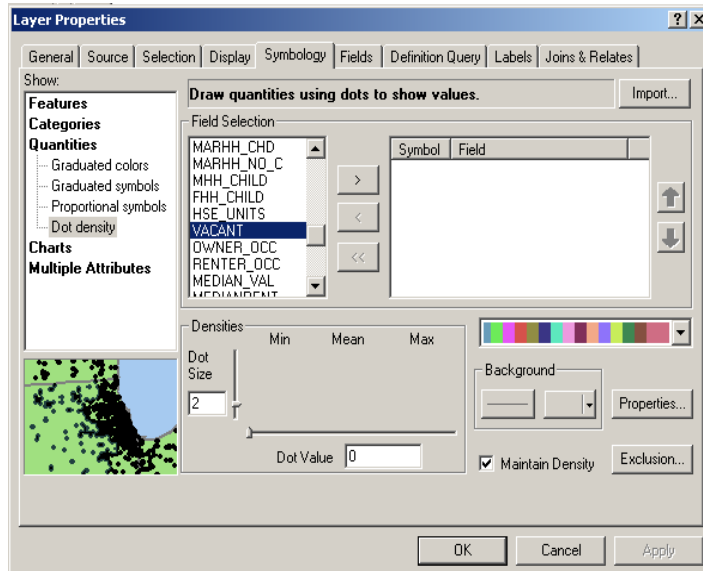 Layer Properties
General Source Selection Display Symbology Fields Definition Query Labels Joins & Relates
Show:
Features
Categories
Quantities
Graduated colors
Graduated symbols
Proportional symbols
Dot density
Charts
Multiple Attributes
Draw quantities using dots to show values.
Import...
Field Selection
MARHH_CHD
MARHH_NO_C
MHH_CHILD
FHH_CHILD
HSE_UNITS
VACANT
OWNER_OCC
RENTER_OCC
MEDIAN_VAL
MEDIANRENT
>
<
<<
Symbol Field
Densities
Min Mean Max
Dot
Size
2
Dot Value 0
Background
Properties...
Maintain Density
Exclusion...
OK Cancel Apply